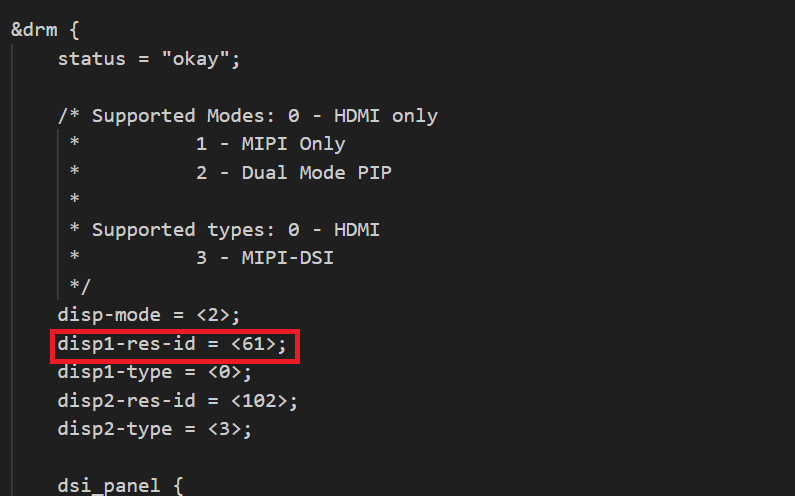 &drm {
status = "okay";
/* Supported Modes: 0 - HDMI only
* 1 - MIPI Only
* 2 - Dual Mode PIP
*
* Supported types: 0 - HDMI
* 3 - MIPI-DSI
*/
disp-mode = <2>;
disp1-res-id = <61>;
disp1-type = <0>;
disp2-res-id = <102>;
disp2-type = <3>;
dsi_panel {